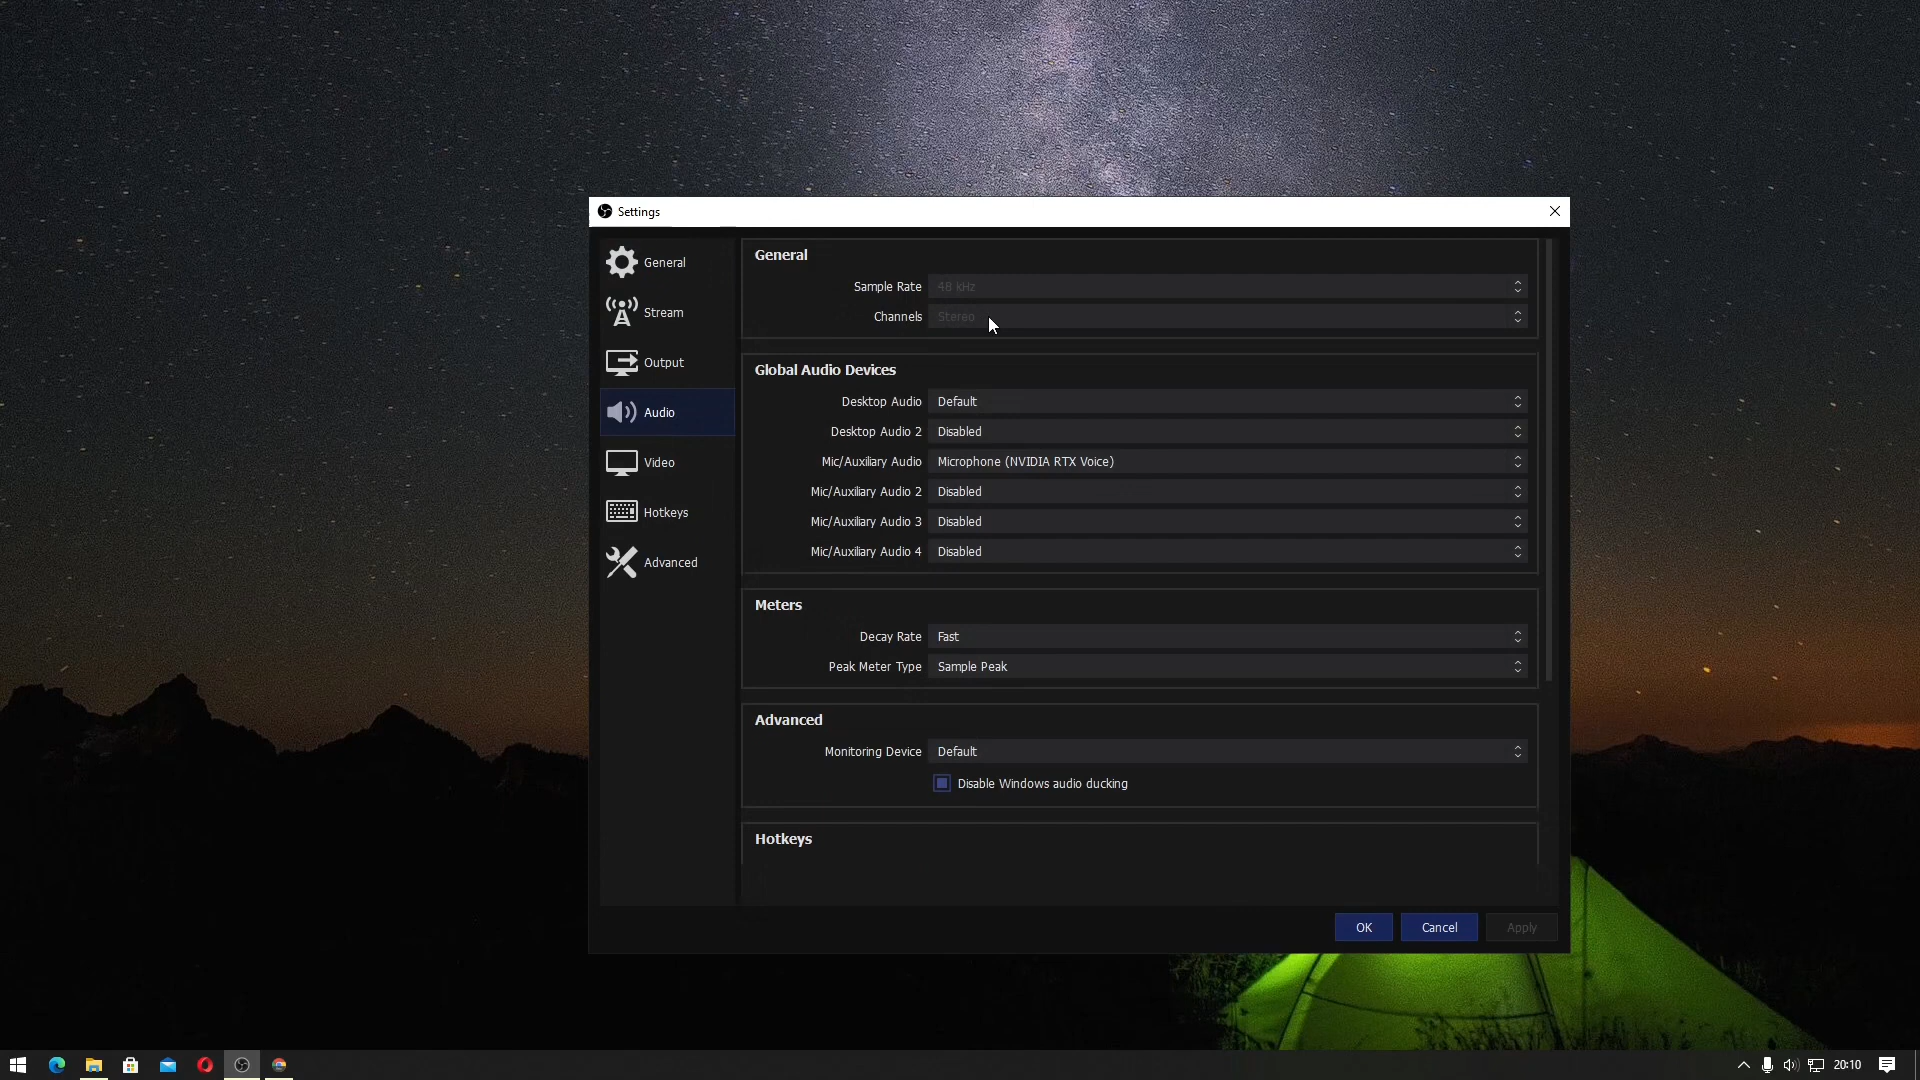 Settings
General
Stream
Output
Audio
Video
Hotkeys
Advanced
General
Sample Rate 48 kHz
Channels Stereo
Global Audio Devices
Desktop Audio Default
Desktop Audio 2 Disabled
Mic/Auxiliary Audio Microphone (NVIDIA RTX Voice)
Mic/Auxiliary Audio 2 Disabled
Mic/Auxiliary Audio 3 Disabled
Mic/Auxiliary Audio 4 Disabled
Meters
Decay Rate Fast
Peak Meter Type Sample Peak
Advanced
Monitoring Device Default
Disable Windows audio ducking
Hotkeys
OK Cancel Apply
20:10